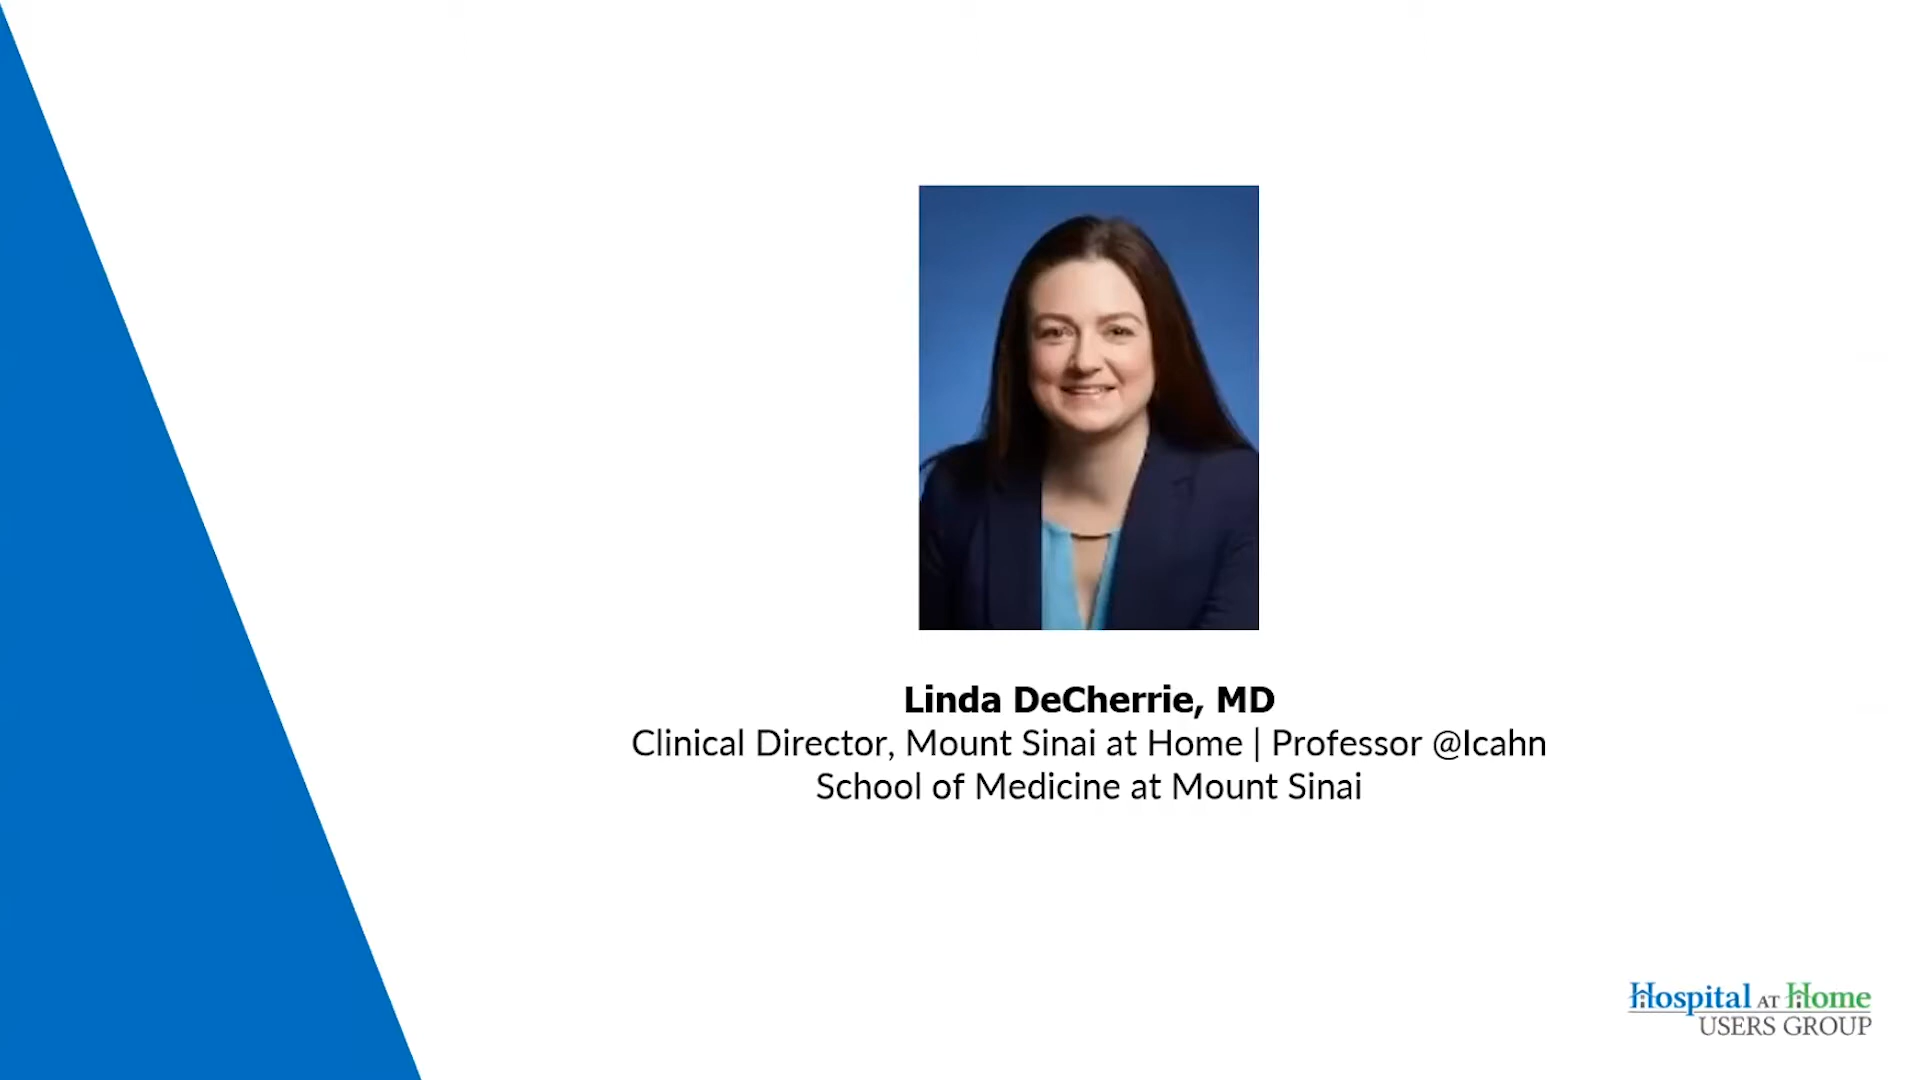 Linda DeCherrie, MD
Clinical Director, Mount Sinai at Home | Professor @Icahn
School of Medicine at Mount Sinai
Hospital AT Home
USERS GROUP